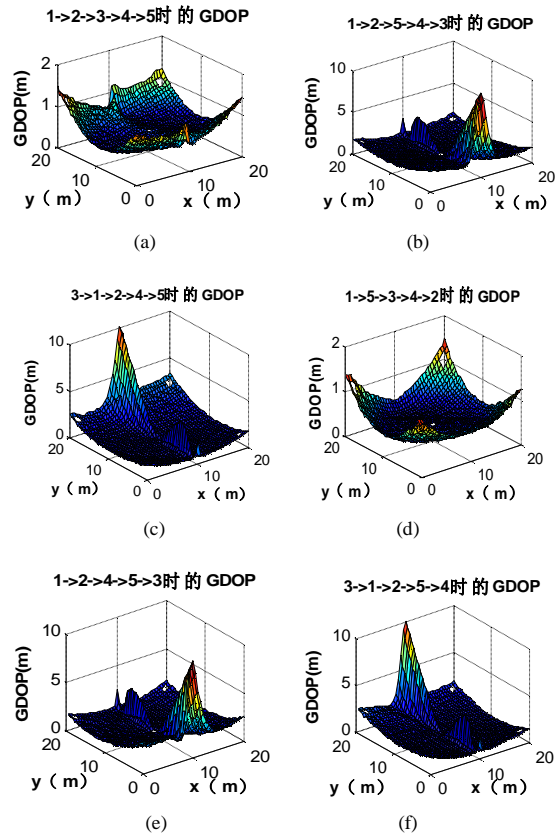 1->2->3->4->5时 的 GDOP
GDOP(m)
2
1
0
20
10
0
y（ m）
0
10
20
x（ m）
(a)
1->2->5->4->3时 的 GDOP
GDOP(m)
10
5
0
20
10
0
y（ m）
0
10
20
x（ m）
(b)
3->1->2->4->5时 的 GDOP
GDOP(m)
10
5
0
20
10
0
y（ m）
0
10
20
x（ m）
(c)
1->5->3->4->2时 的 GDOP
GDOP(m)
2
1
0
20
10
0
y（ m）
0
10
20
x（ m）
(d)
1->2->4->5->3时 的 GDOP
GDOP(m)
10
5
0
20
10
0
y（ m）
0
10
20
x（ m）
(e)
3->1->2->5->4时 的 GDOP
GDOP(m)
10
5
0
20
10
0
y（ m）
0
10
20
x（ m）
(f)